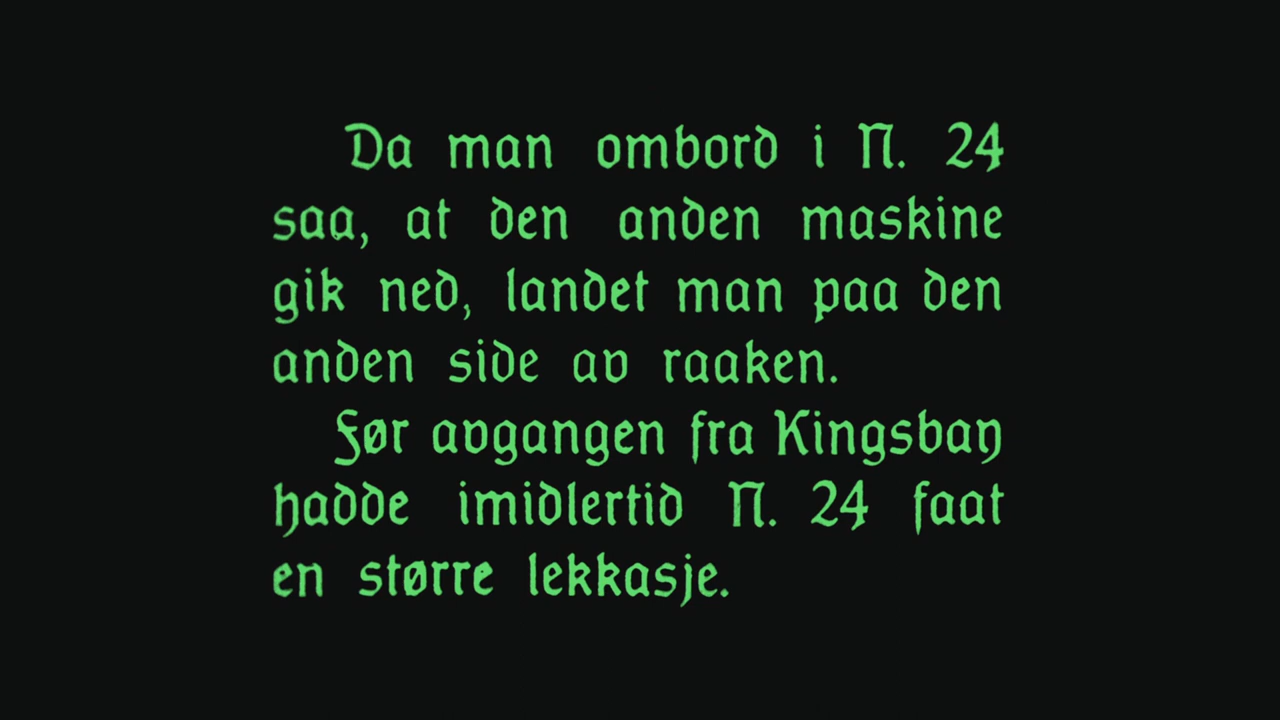 Da man ombord i N. 24
saa, at den anden maskine
gik ned, landet man paa den
anden side av raaken.
Før avgangen fra Kingsbay
hadde imidlertid N. 24 faat
en større lekkasje.